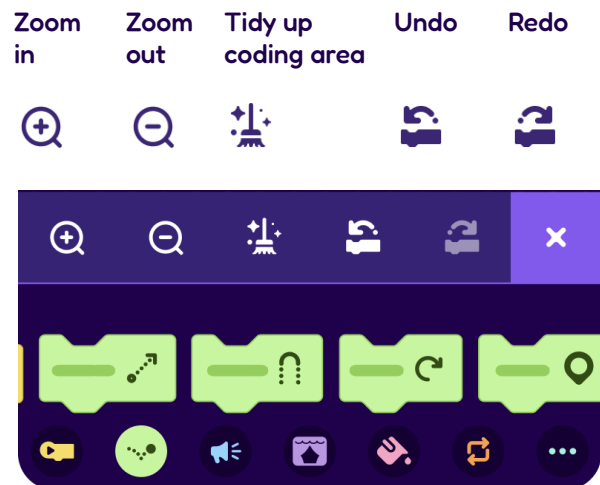 Zoom in
Zoom out
Tidy up coding area
Undo
Redo